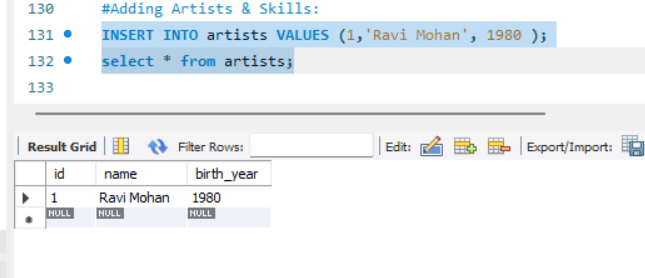 130 #Adding Artists & Skills:
131 INSERT INTO artists VALUES (1,'Ravi Mohan', 1980 );
132 select * from artists;
133
Result Grid Filter Rows: Edit: Export/Import:
id name birth_year
1 Ravi Mohan 1980
NULL NULL NULL